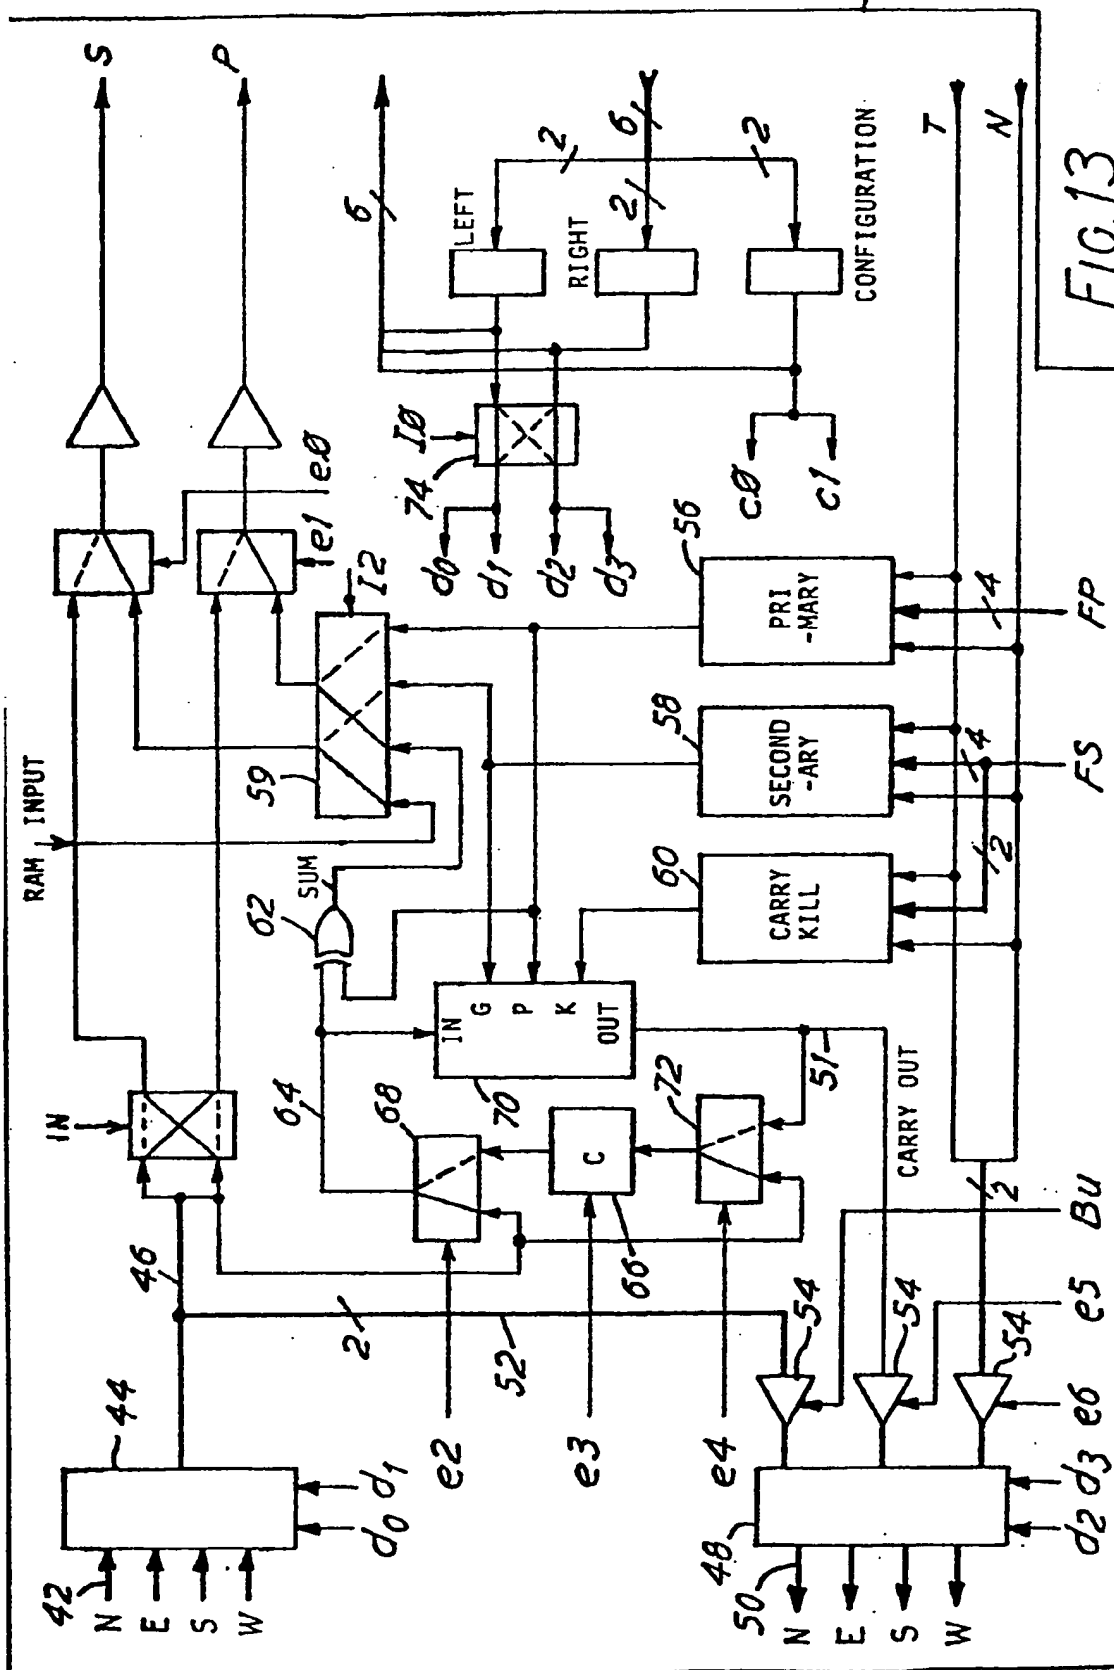 42
N
E
S
W
44
d0 d1
46
2
52
IN
RAM INPUT
S
P
e0
e1
59
I2
62
SUM
64
68
70
IN
G
P
K
OUT
C
66
72
51
CARRY OUT
e2
e3
e4
6
LEFT
2
6
RIGHT
2
2
CONFIGURATION
74
I0
d0
d1
d2
d3
c0
c1
60
CARRY
KILL
58
SECOND
-ARY
56
PRI
-MARY
T
N
2
4
4
2
FS
FP
54
54
54
48
50
N
E
S
W
d2 d3
e6
e5
BU
FIG.13